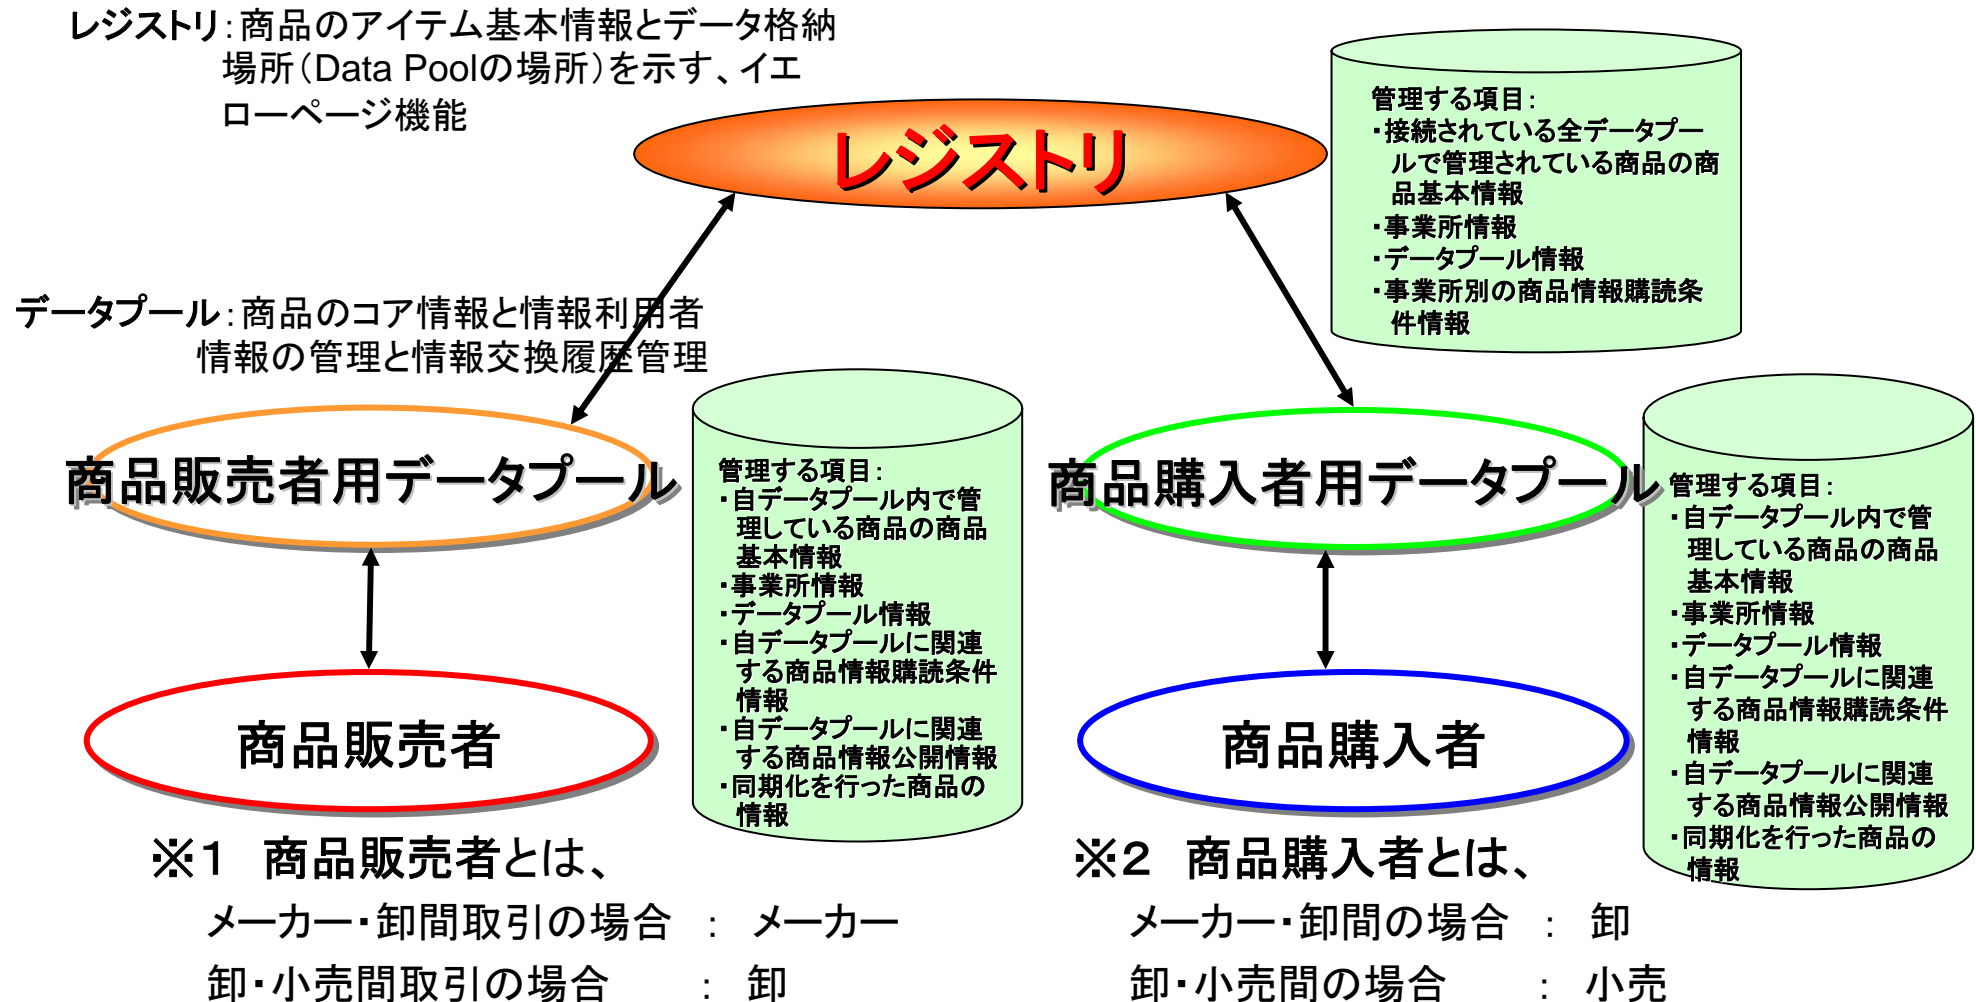 レジストリ：商品のアイテム基本情報とデータ格納
場所（Data Poolの場所）を示す、イエ
ローページ機能
レジストリ
管理する項目：
・接続されている全データプー
ルで管理されている商品の商
品基本情報
・事業所情報
・データプール情報
・事業所別の商品情報購読条
件情報
データプール：商品のコア情報と情報利用者
情報の管理と情報交換履歴管理
商品販売者用データプール
管理する項目：
・自データプール内で管
理している商品の商品
基本情報
・事業所情報
・データプール情報
・自データプールに関連
する商品情報購読条件
情報
・自データプールに関連
する商品情報公開情報
・同期化を行った商品の
情報
商品購入者用データプール
管理する項目：
・自データプール内で管
理している商品の商品
基本情報
・事業所情報
・データプール情報
・自データプールに関連
する商品情報購読条件
情報
・自データプールに関連
する商品情報公開情報
・同期化を行った商品の
情報
商品販売者
商品購入者
※１　商品販売者とは、
メーカー・卸間取引の場合　：　メーカー
卸・小売間取引の場合　　：　卸
※２　商品購入者とは、
メーカー・卸間の場合　：　卸
卸・小売間の場合　　：　小売